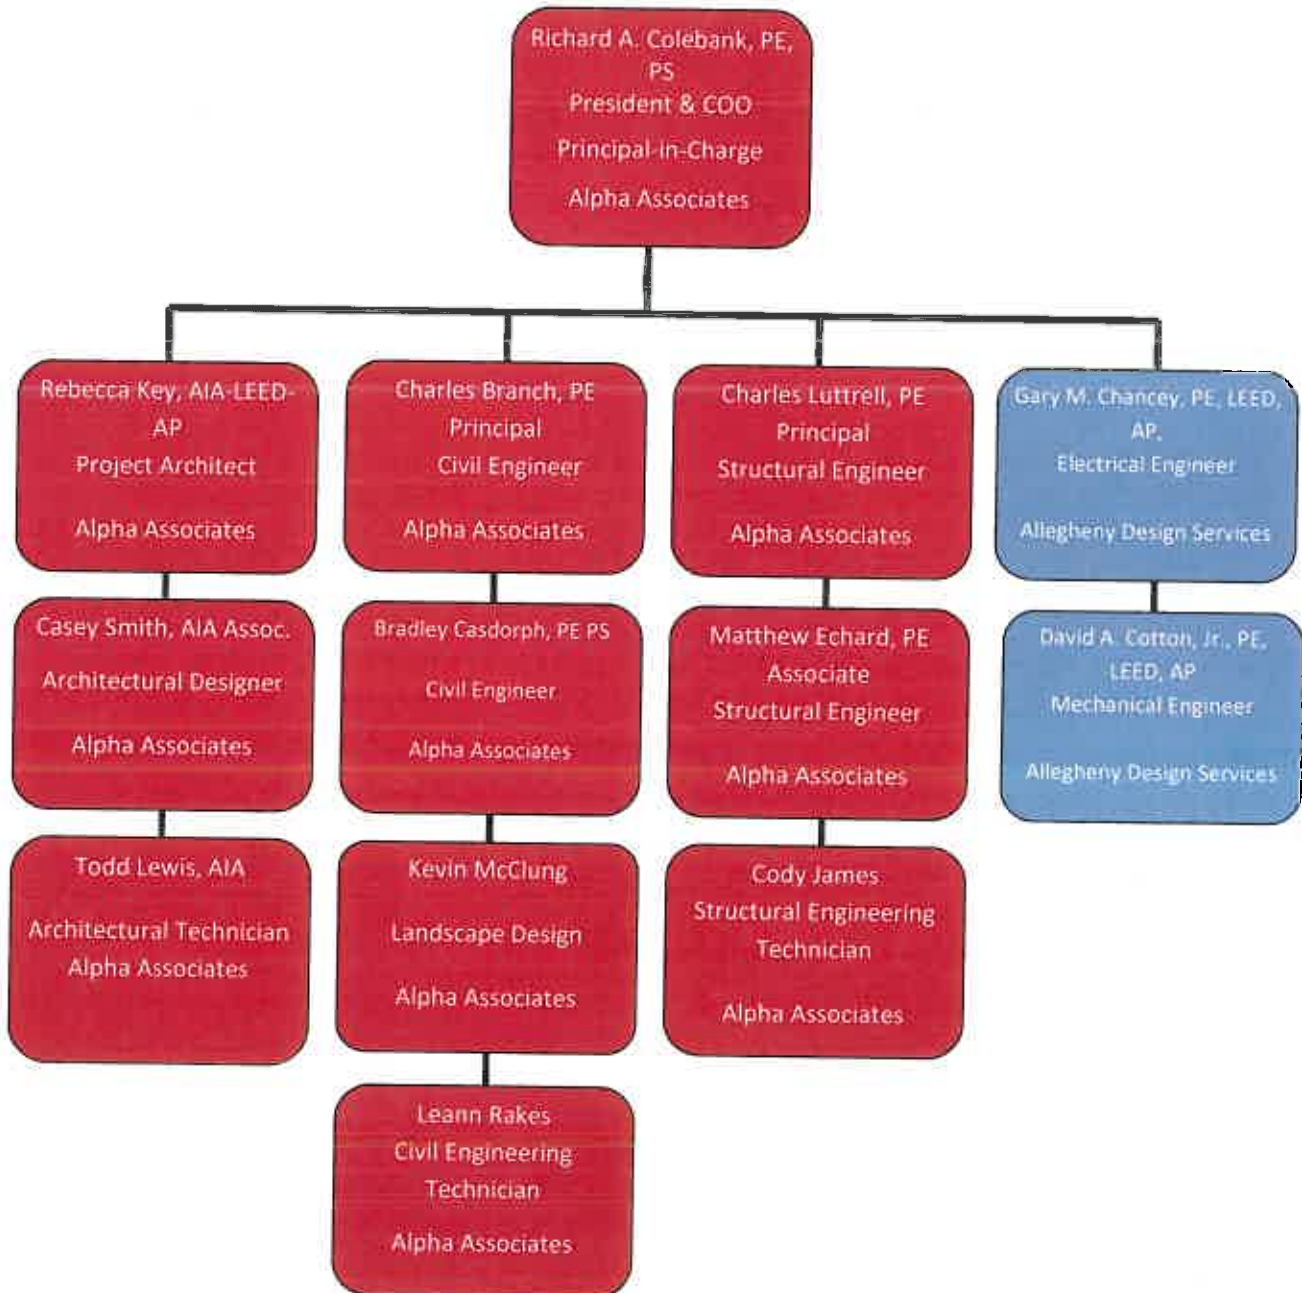 Richard A. Colebank, PE,
PS
President & COO
Principal-in-Charge
Alpha Associates
Rebecca Key, AIA-LEED-
AP
Project Architect
Alpha Associates
Casey Smith, AIA Assoc.
Architectural Designer
Alpha Associates
Todd Lewis, AIA
Architectural Technician
Alpha Associates
Charles Branch, PE
Principal
Civil Engineer
Alpha Associates
Bradley Casdorph, PE PS
Civil Engineer
Alpha Associates
Kevin McClung
Landscape Design
Alpha Associates
Leann Rakes
Civil Engineering
Technician
Alpha Associates
Charles Luttrell, PE
Principal
Structural Engineer
Alpha Associates
Matthew Echard, PE
Associate
Structural Engineer
Alpha Associates
Cody James
Structural Engineering
Technician
Alpha Associates
Gary M. Chancey, PE, LEED,
AP,
Electrical Engineer
Allegheny Design Services
David A. Cotton, Jr., PE,
LEED, AP
Mechanical Engineer
Allegheny Design Services